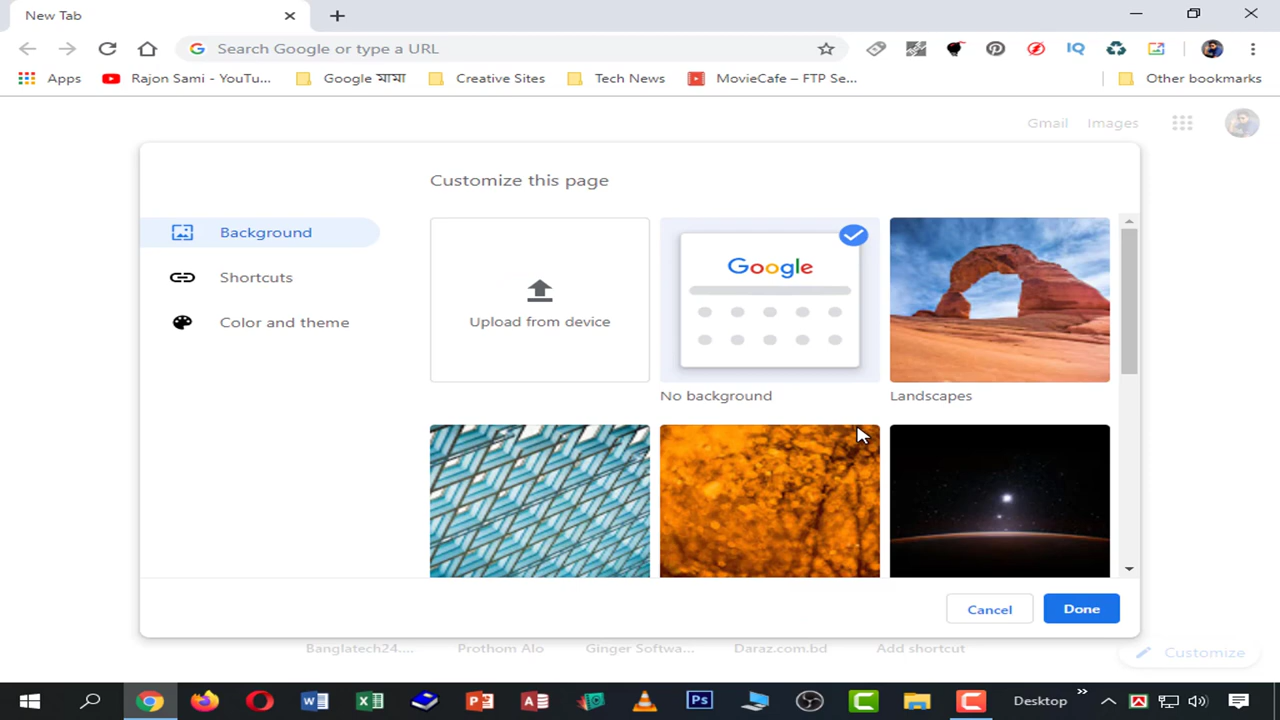 New Tab
Search Google or type a URL
Apps
Rajon Sami - YouTu...
Google মামা
Creative Sites
Tech News
MovieCafe – FTP Se...
Other bookmarks
Gmail
Images
Customize this page
Background
Shortcuts
Color and theme
Upload from device
Google
No background
Landscapes
Cancel
Done
Banglatech24....
Prothom Alo
Ginger Softwa...
Daraz.com.bd
Add shortcut
Customize
Desktop